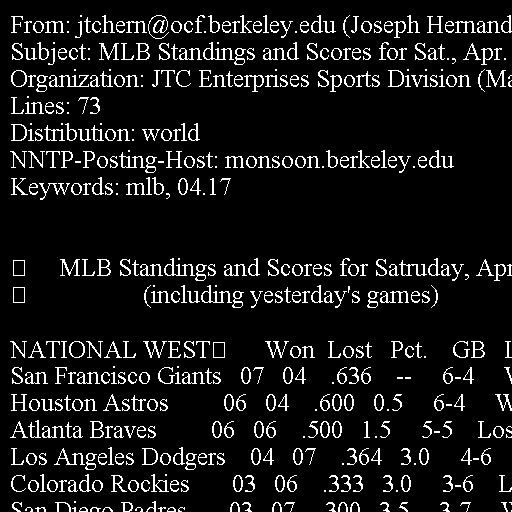 From: jtchern@ocf.berkeley.edu (Joseph Hernand
Subject: MLB Standings and Scores for Sat., Apr.
Organization: JTC Enterprises Sports Division (Ma
Lines: 73
Distribution: world
NNTP-Posting-Host: monsoon.berkeley.edu
Keywords: mlb, 04.17
MLB Standings and Scores for Satruday, Apr
(including yesterday's games)
NATIONAL WEST Won Lost Pct. GB L
San Francisco Giants 07 04 .636 -- 6-4 W
Houston Astros 06 04 .600 0.5 6-4 W
Atlanta Braves 06 06 .500 1.5 5-5 Los
Los Angeles Dodgers 04 07 .364 3.0 4-6
Colorado Rockies 03 06 .333 3.0 3-6 L
San Diego Padres 03 07 .300 3.5 3-7 W